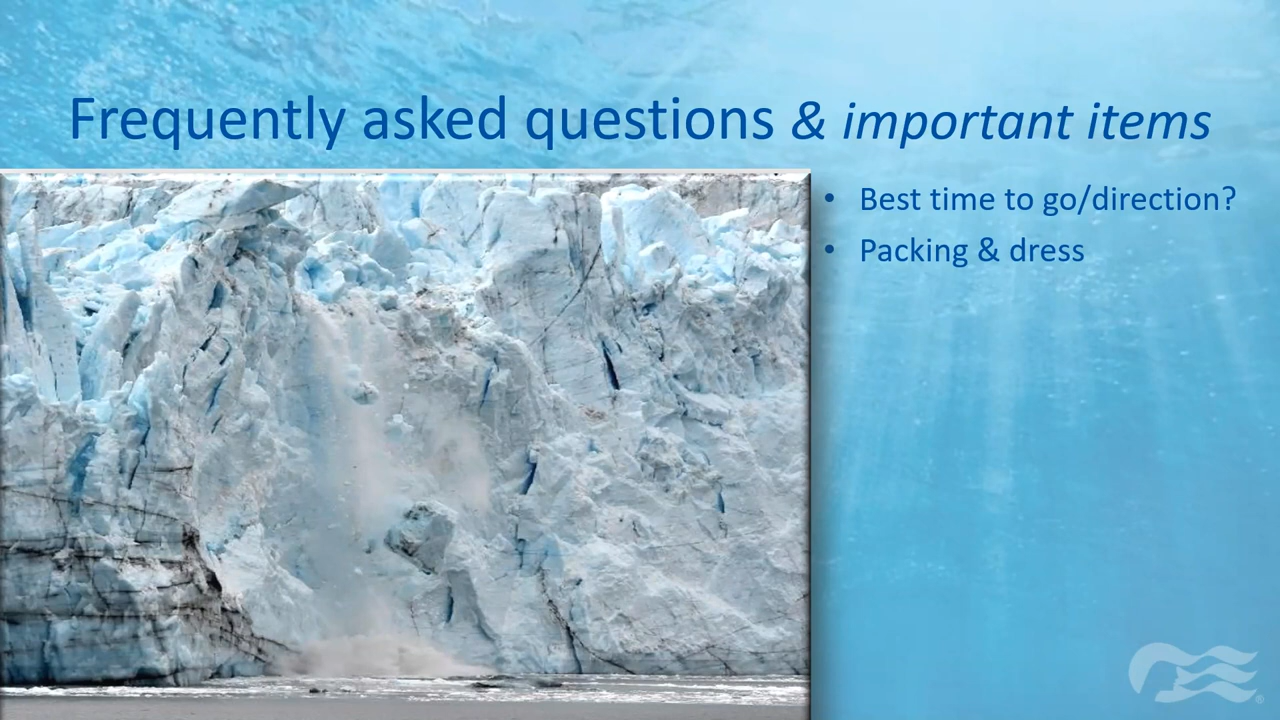 Frequently asked questions & important items
• Best time to go/direction?
• Packing & dress
®